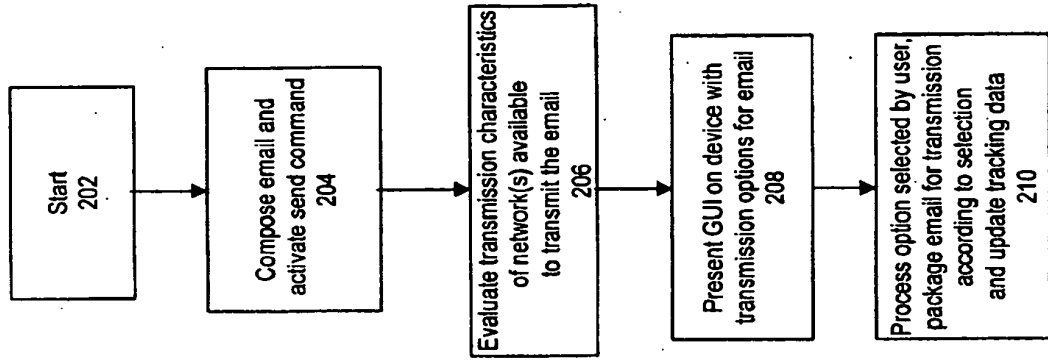 Start
202
Compose email and
activate send command
204
Evaluate transmission characteristics
of network(s) available
to transmit the email
206
Present GUI on device with
transmission options for email
208
Process option selected by user,
package email for transmission
according to selection
and update tracking data
210